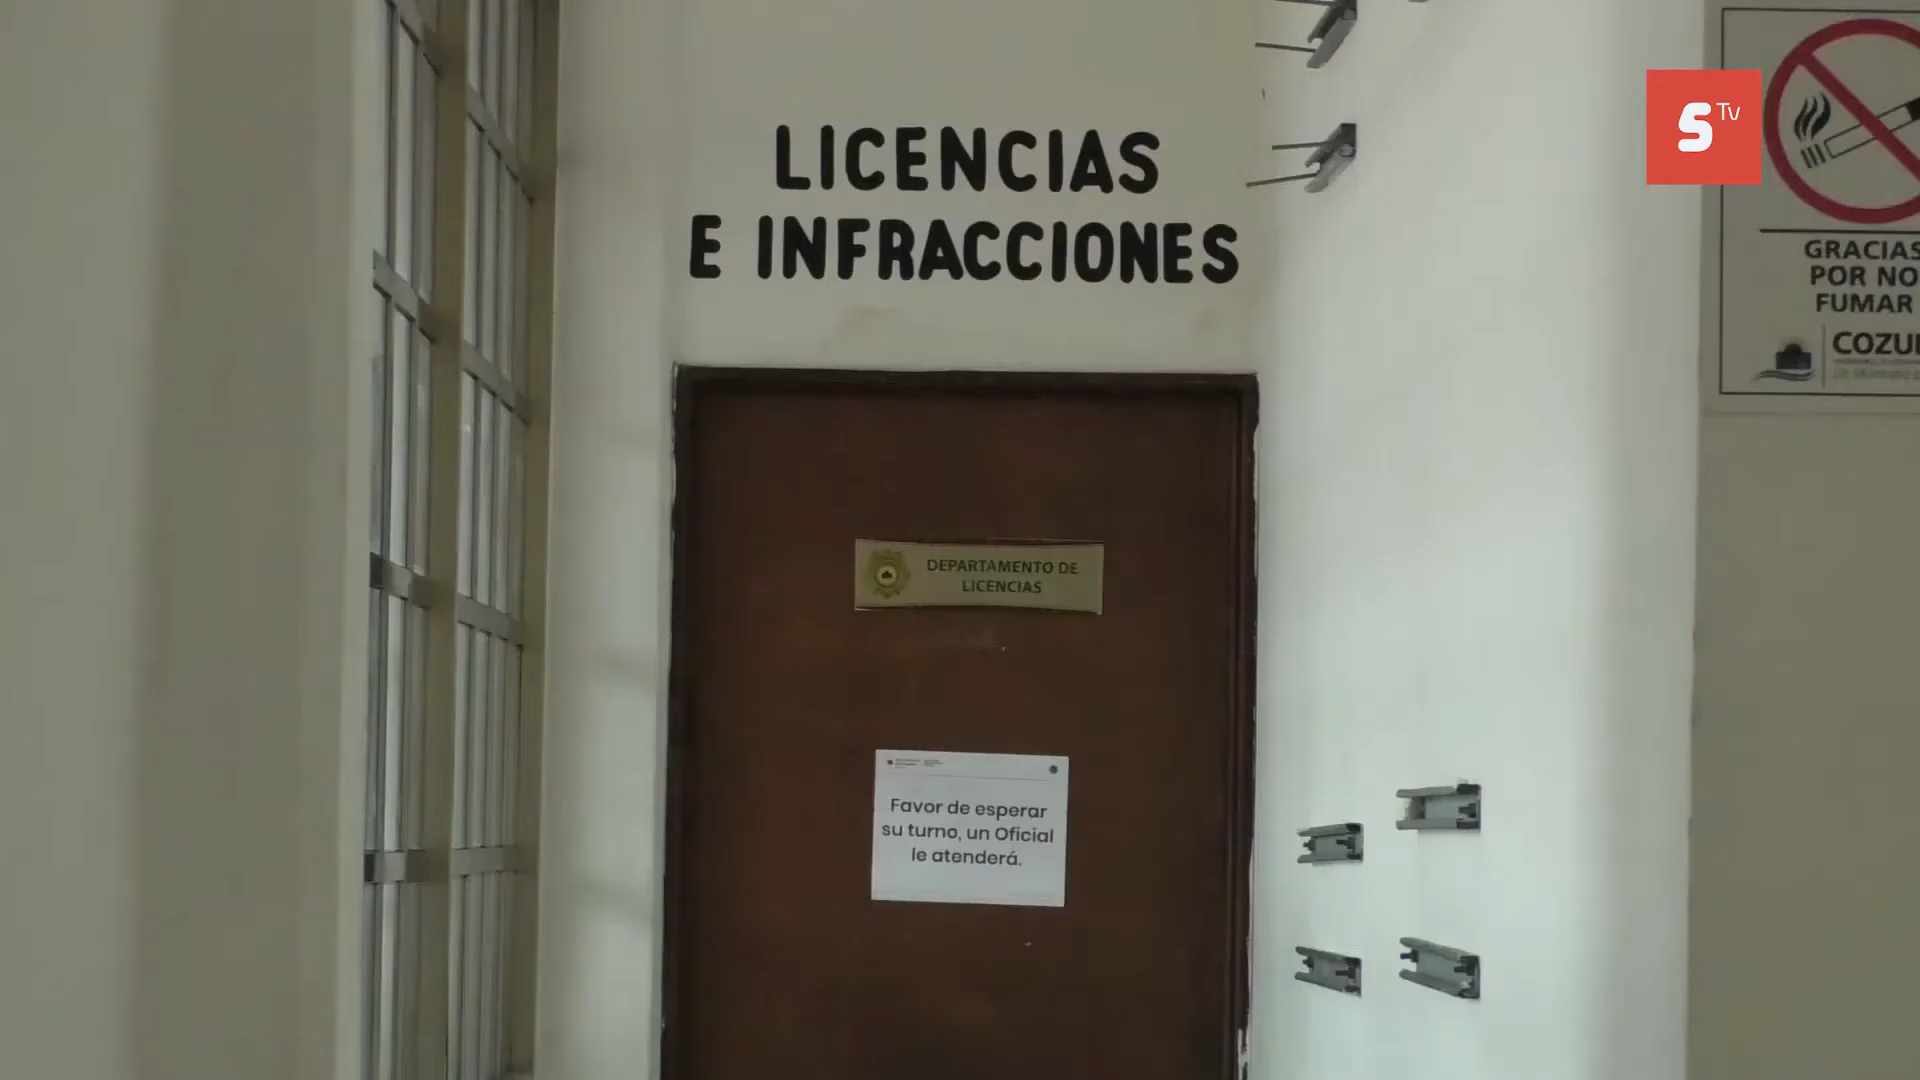 LICENCIAS
E INFRACCIONES
DEPARTAMENTO DE
LICENCIAS
Favor de esperar
su turno, un Oficial
le atenderá.
S Tv
GRACIAS
POR NO
FUMAR
COZUL